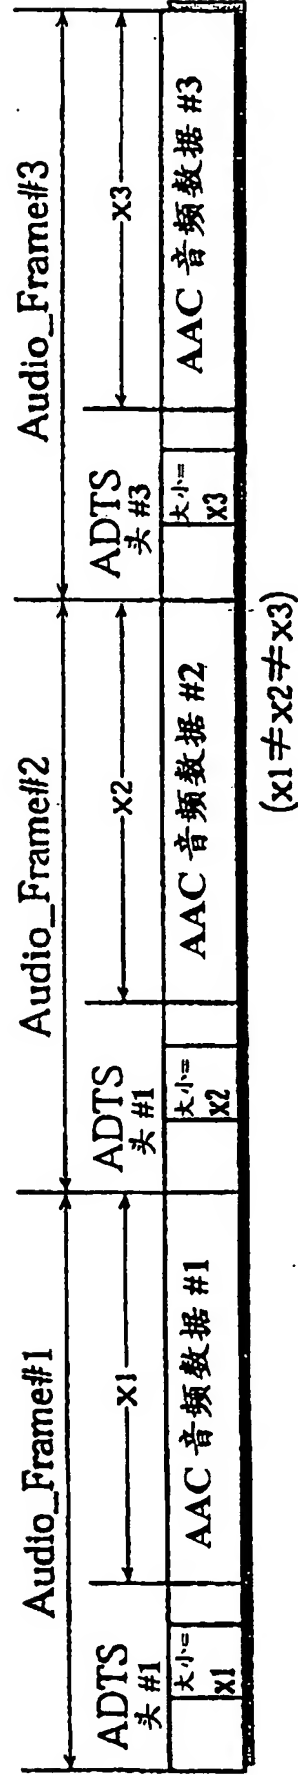 Audio_Frame#1
Audio_Frame#2
Audio_Frame#3
ADTS
头 #1
x1
ADTS
头 #1
x2
ADTS
头 #3
x3
大小=
x1
AAC 音频数据 #1
大小=
x2
AAC 音频数据 #2
大小=
x3
AAC 音频数据 #3
(x1≠x2≠x3)